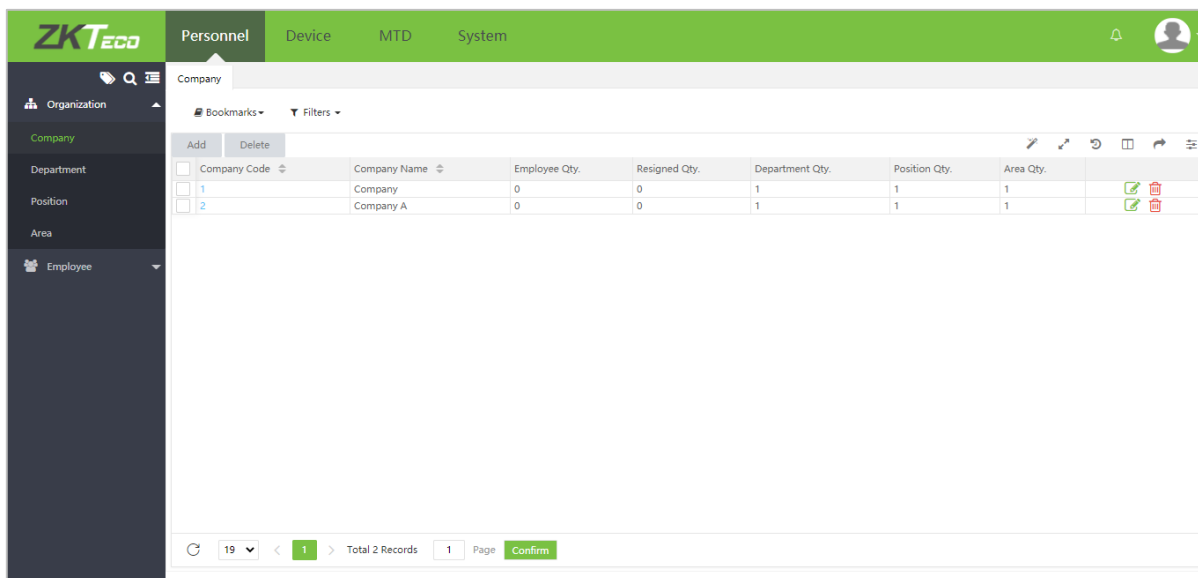 ZKTECO Personnel Device MTD System
Company
Organization
Bookmarks Filters
Company
Add Delete
Company Code Company Name Employee Qty. Resigned Qty. Department Qty. Position Qty. Area Qty.
Department
1 Company 0 0 1 1 1
2 Company A 0 0 1 1 1
Position
Area
Employee
19 < 1 > Total 2 Records 1 Page Confirm